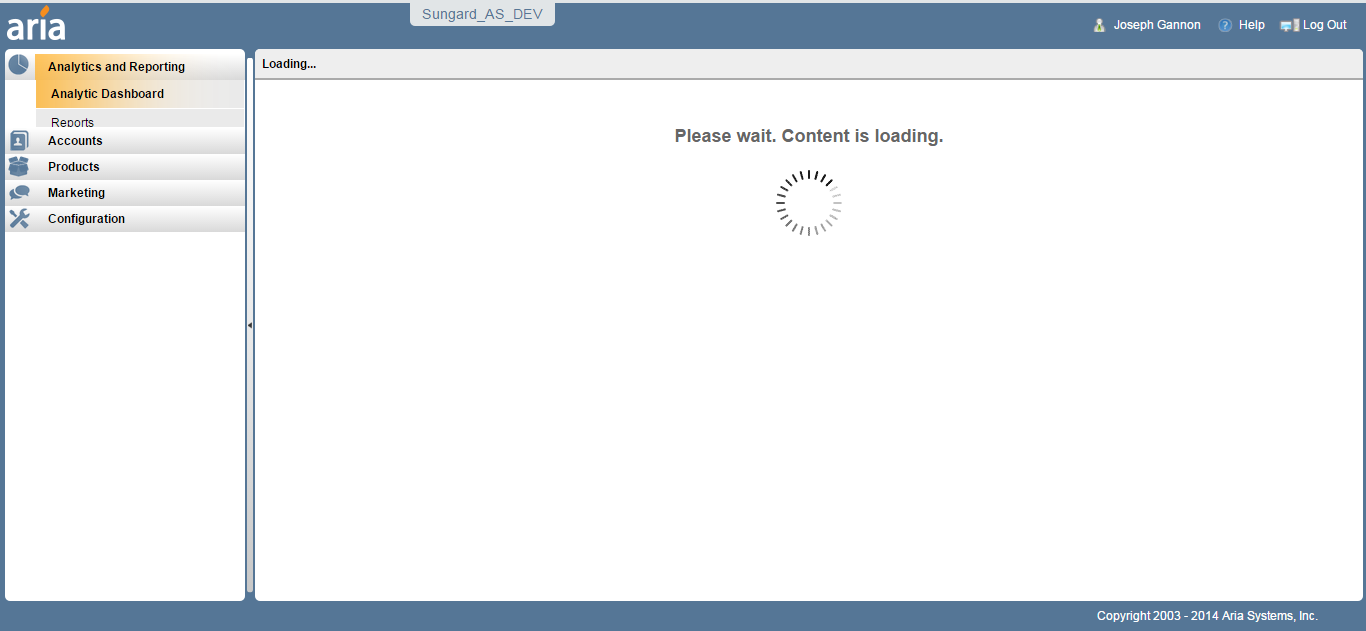 aria
Sungard_AS_DEV
Joseph Gannon
Help
Log Out
Analytics and Reporting
Analytic Dashboard
Reports
Accounts
Products
Marketing
Configuration
Loading...
Please wait. Content is loading.
Copyright 2003 - 2014 Aria Systems, Inc.